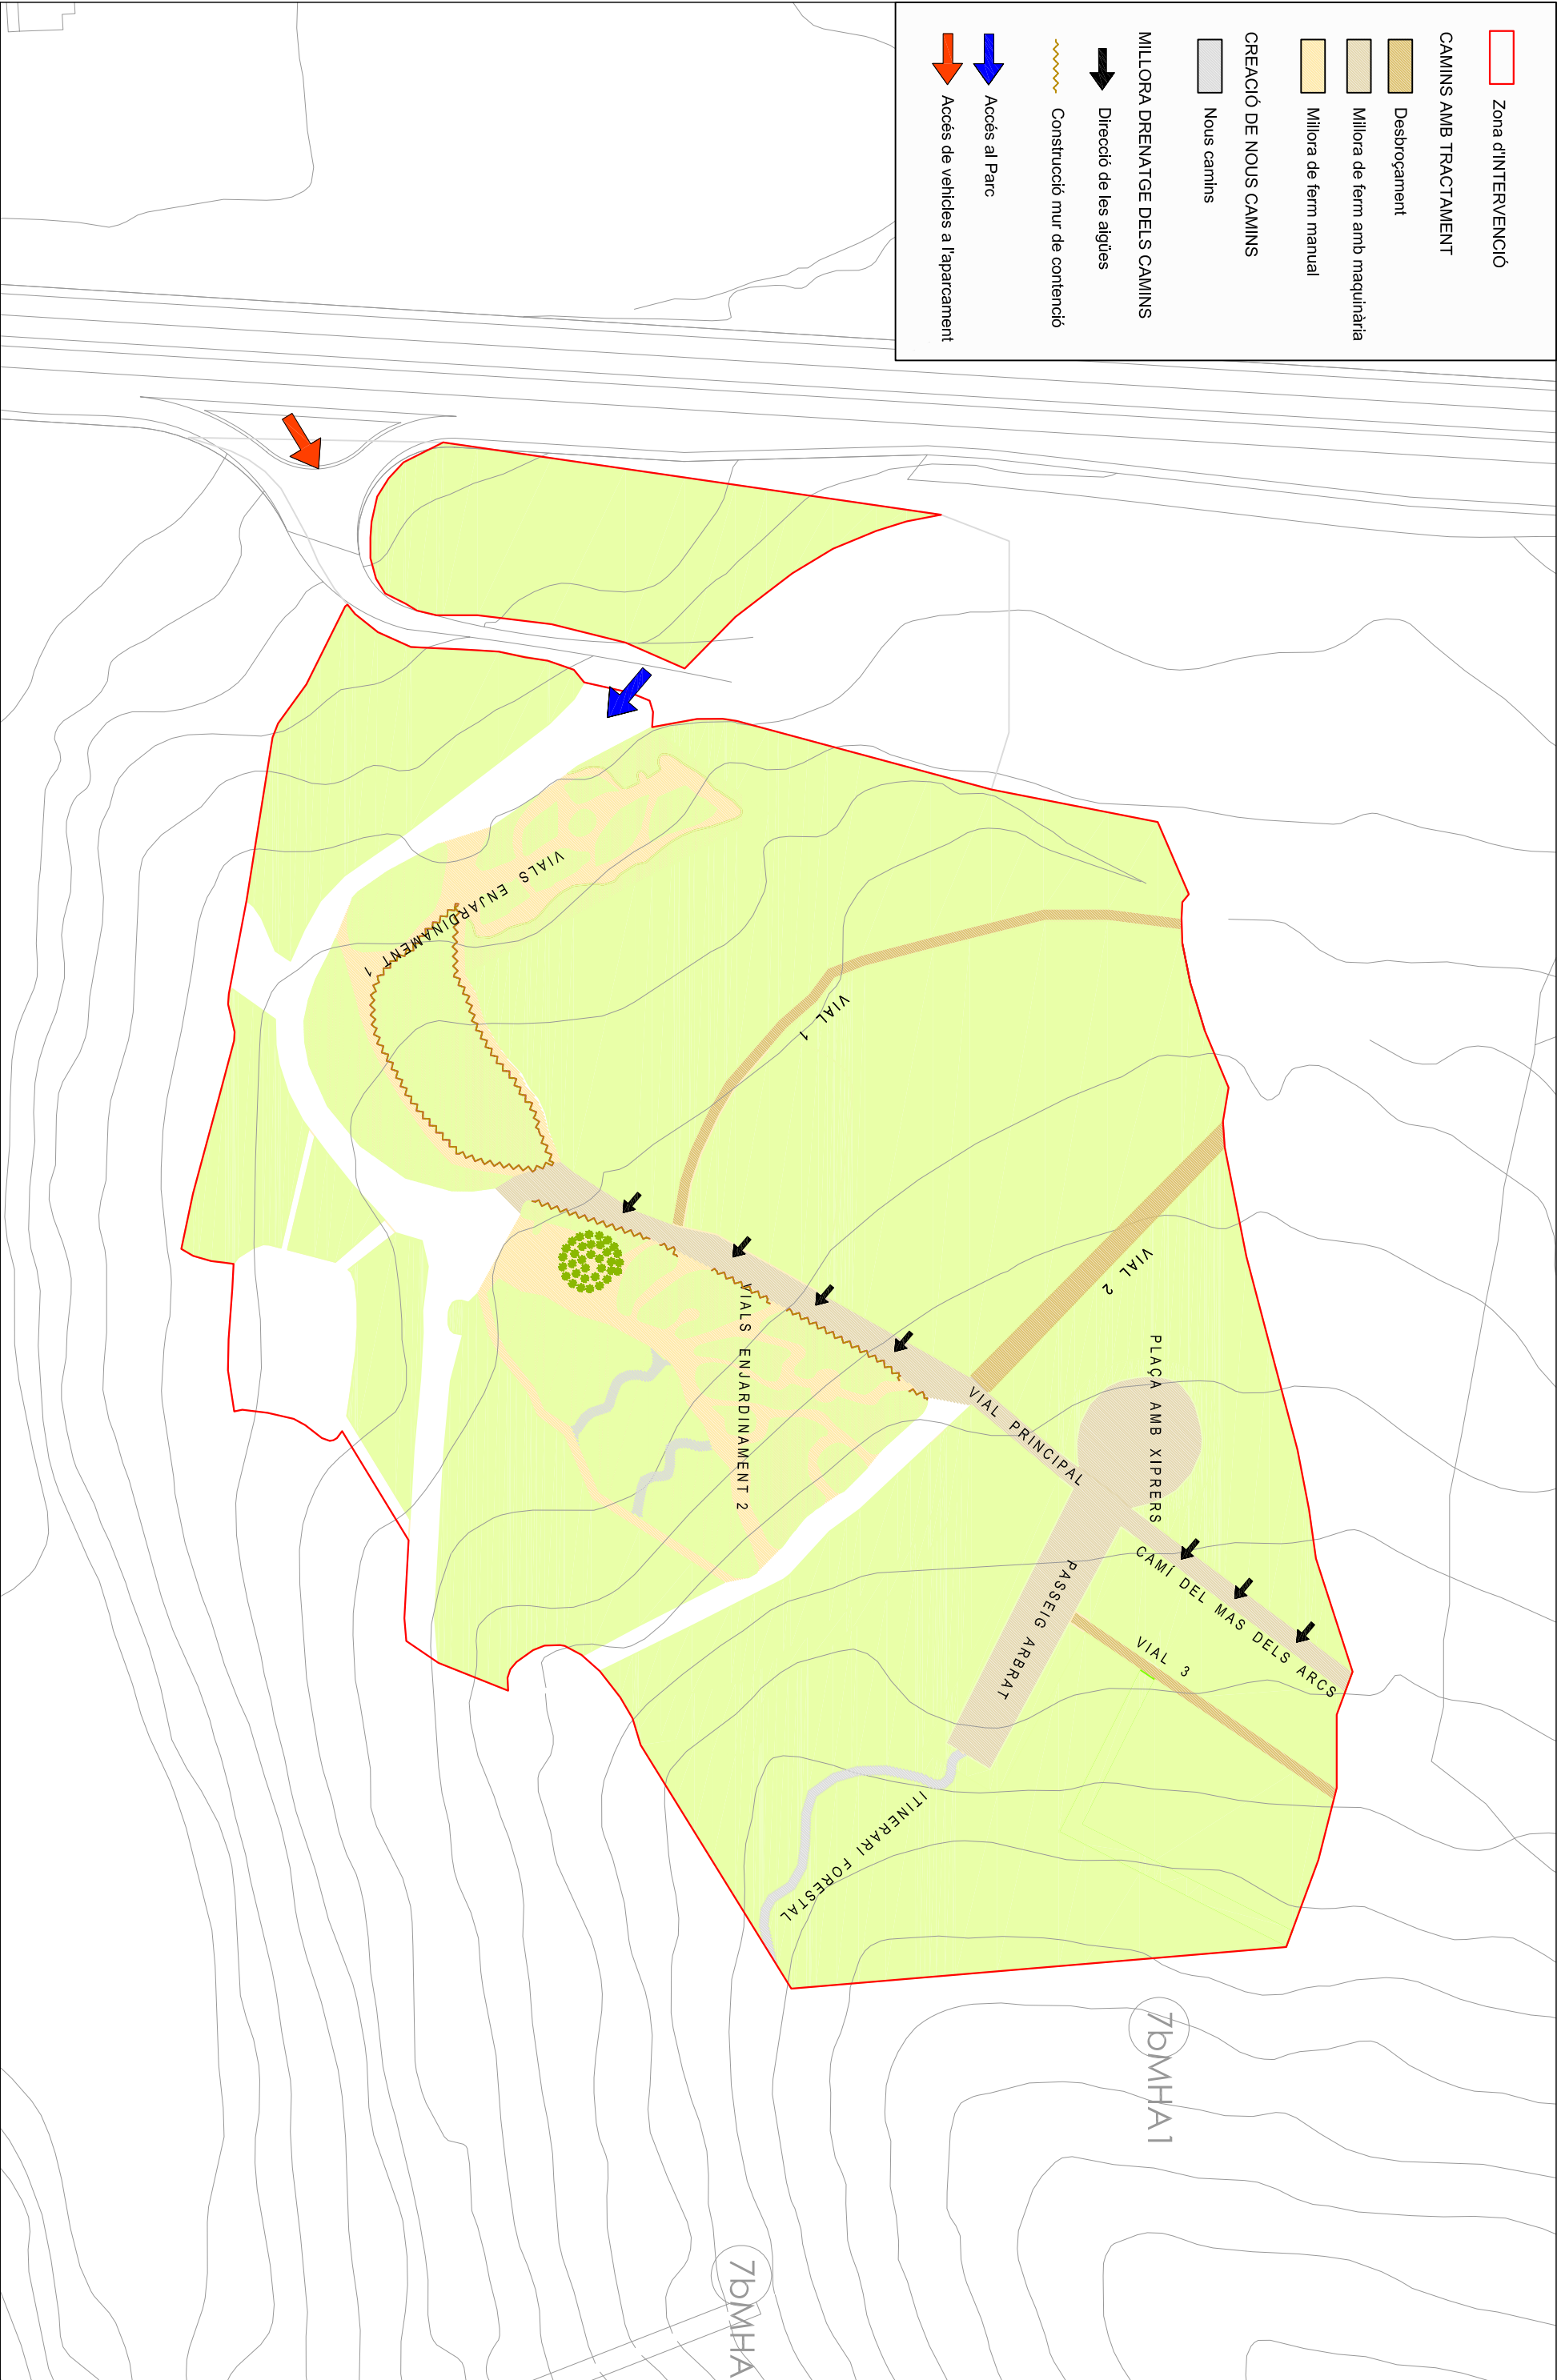 Zona d'INTERVENCIÓ
CAMINS AMB TRACTAMENT
Desbroçament
Millora de ferm amb maquinària
Millora de ferm manual
CREACIÓ DE NOUS CAMINS
Nous camins
MILLORA DRENATGE DELS CAMINS
Direcció de les aigües
Construcció mur de contenció
Accés al Parc
Accés de vehicles a l'aparcament
VIALS ENJARDINAMENT 1
VIAL 1
VIAL 2
VIALS ENJARDINAMENT 2
PLAÇA AMB XIPRERS
VIAL PRINCIPAL
CAMÍ DEL MAS DELS ARCS
PASSEIG ARBRAT
VIAL 3
ITINERARI FORESTAL
7bMHA1
7bMHA